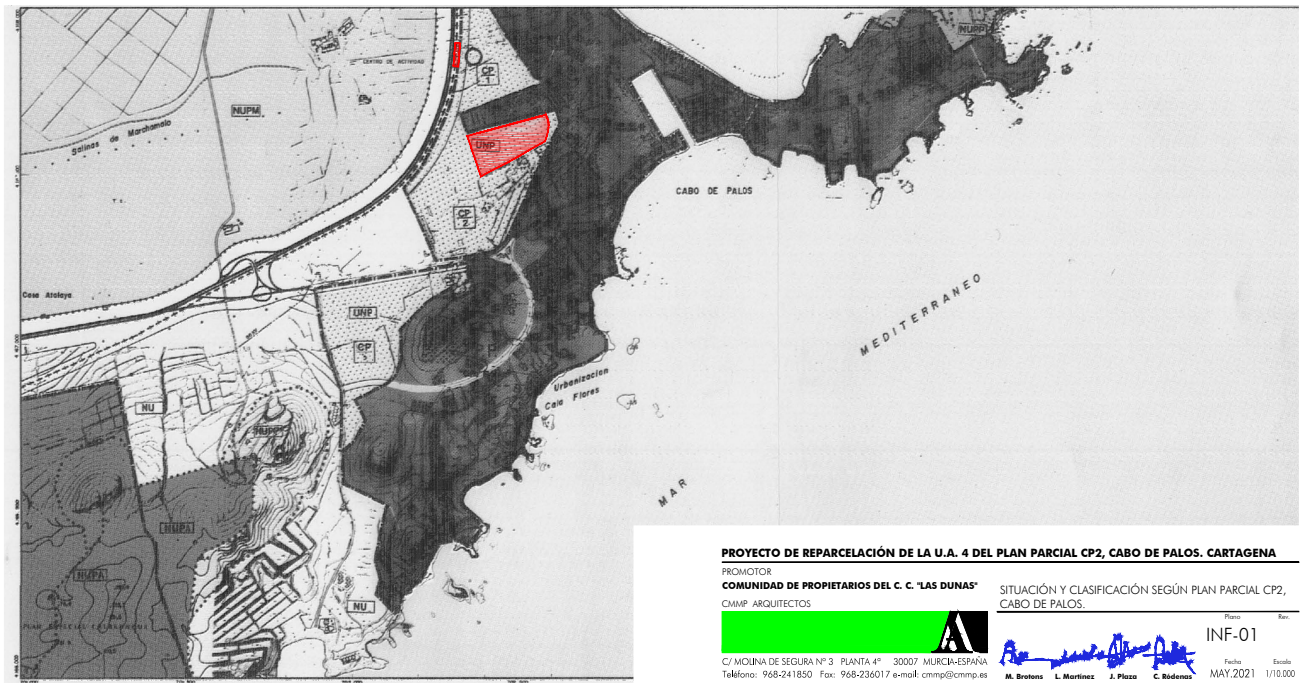 NUPP
CENTRO DE ACTIVIDAD
CP
1
NUPM
Salinas de Marchamalo
UNP
CABO DE PALOS
CP
2
Casa Atalaya
MEDITERRANEO
UNP
CP
3
Urbanizacion
Cala Flores
NU
MAR
NUPA
NUPA
NU
PROYECTO DE REPARCELACIÓN DE LA U.A. 4 DEL PLAN PARCIAL CP2, CABO DE PALOS. CARTAGENA
PROMOTOR
COMUNIDAD DE PROPIETARIOS DEL C. C. "LAS DUNAS"
CMMP ARQUITECTOS
C/ MOLINA DE SEGURA Nº 3 PLANTA 4ª 30007 MURCIA-ESPAÑA
Teléfono: 968-241850 Fax: 968-236017 e-mail: cmmp@cmmp.es
SITUACIÓN Y CLASIFICACIÓN SEGÚN PLAN PARCIAL CP2,
CABO DE PALOS.
Plano Rev.
INF-01
Fecha Escala
MAY.2021 1/10.000
M. Brotons L. Martínez J. Plaza C. Ródenas